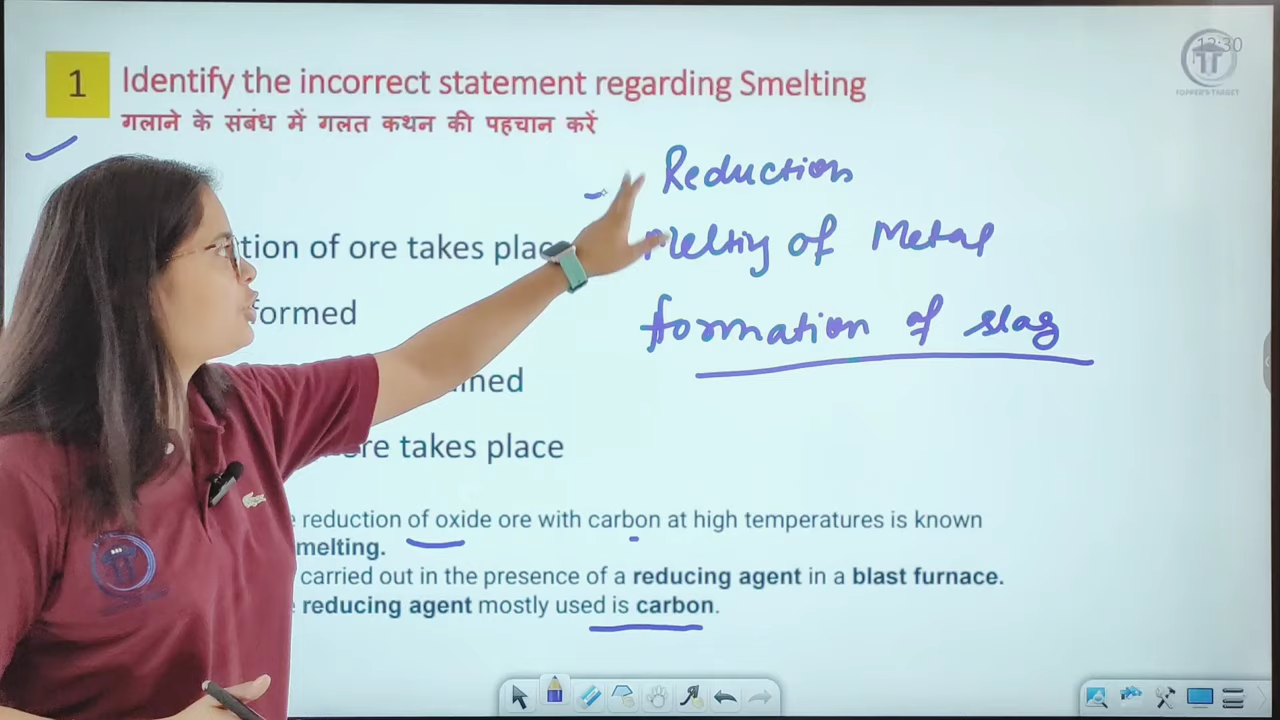 12:30
TOPPER'S TARGET
1 Identify the incorrect statement regarding Smelting
गलाने के संबंध में गलत कथन की पहचान करें
Reduction
tion of ore takes place
Melting of Metal
formed
formation of slag
ined
ore takes place
reduction of oxide ore with carbon at high temperatures is known
melting.
carried out in the presence of a reducing agent in a blast furnace.
reducing agent mostly used is carbon.